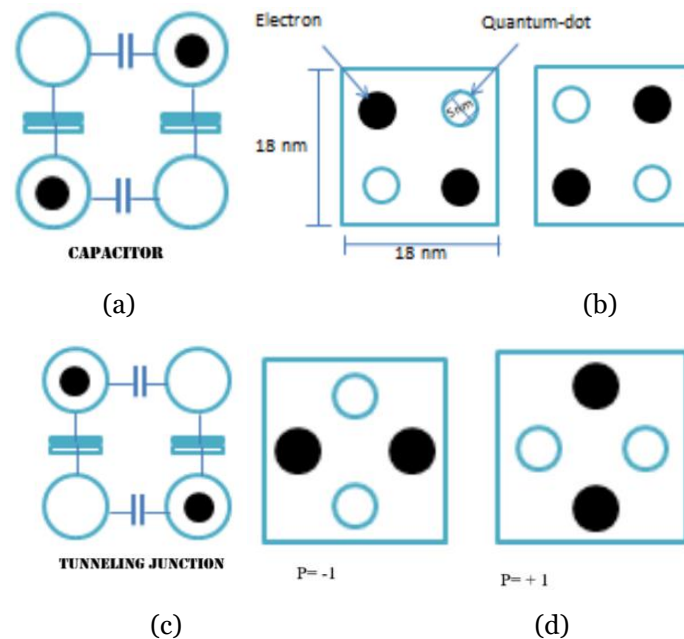 Electron
Quantum-dot
5nm
18 nm
18 nm
CAPACITOR
(a)
(b)
TUNNELING JUNCTION
P= -1
P= + 1
(c)
(d)